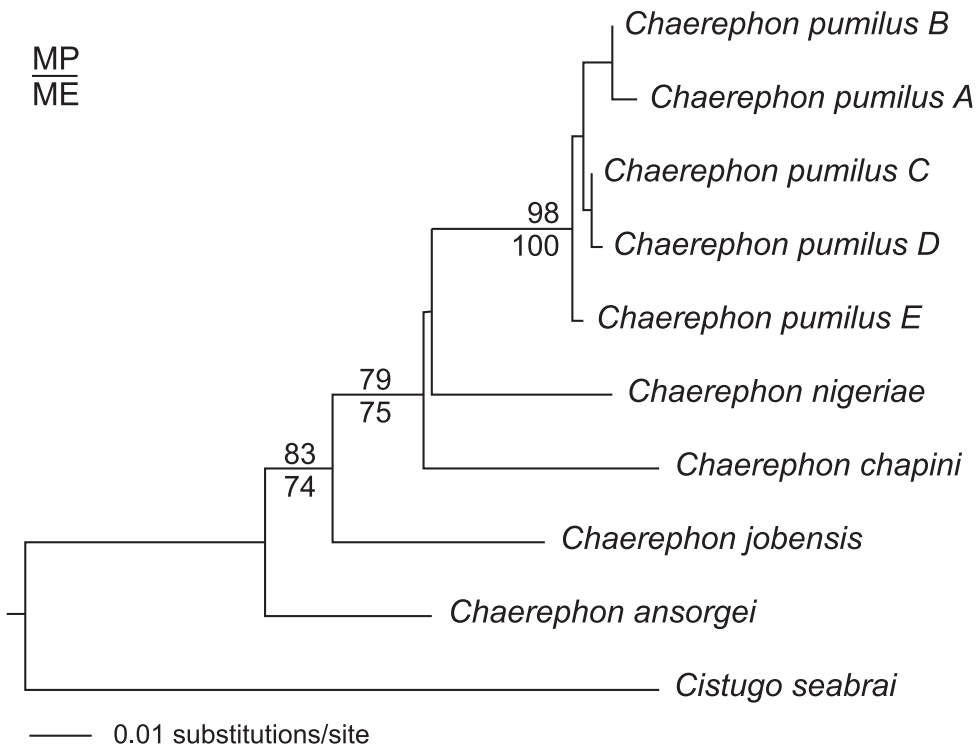 Chaerephon pumilus B
MP
ME
Chaerephon pumilus A
Chaerephon pumilus C
98
100
Chaerephon pumilus D
Chaerephon pumilus E
79
75
Chaerephon nigeriae
83
74
Chaerephon chapini
Chaerephon jobensis
Chaerephon ansorgei
Cistugo seabrai
0.01 substitutions/site